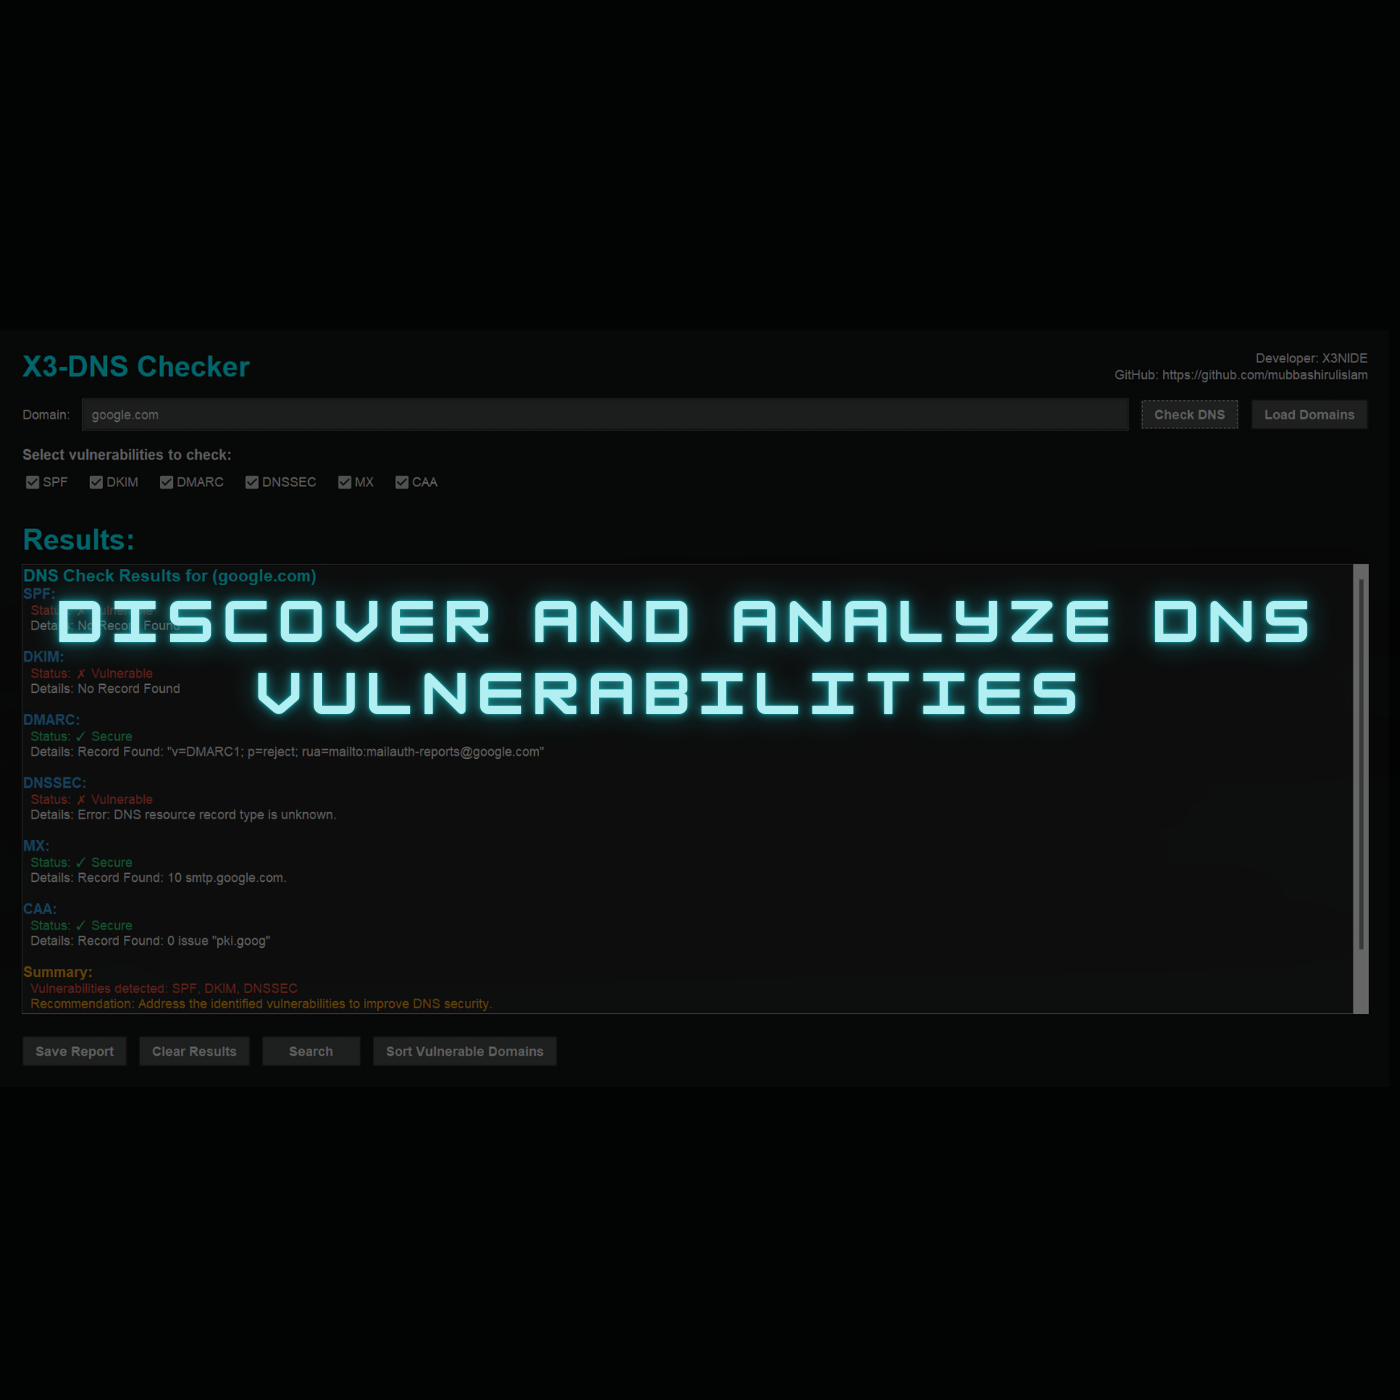 X3-DNS Checker
Developer: X3NIDE
GitHub: https://github.com/mubbashirulislam
Domain: google.com Check DNS Load Domains
Select vulnerabilities to check:
SPF DKIM DMARC DNSSEC MX CAA
Results:
DNS Check Results for (google.com)
SPF:
Status: ✗ Vulnerable
Details: No Record Found
DISCOVER AND ANALYZE DNS
VULNERABILITIES
DKIM:
Status: ✗ Vulnerable
Details: No Record Found
DMARC:
Status: ✓ Secure
Details: Record Found: "v=DMARC1; p=reject; rua=mailto:mailauth-reports@google.com"
DNSSEC:
Status: ✗ Vulnerable
Details: Error: DNS resource record type is unknown.
MX:
Status: ✓ Secure
Details: Record Found: 10 smtp.google.com.
CAA:
Status: ✓ Secure
Details: Record Found: 0 issue "pki.goog"
Summary:
Vulnerabilities detected: SPF, DKIM, DNSSEC
Recommendation: Address the identified vulnerabilities to improve DNS security.
Save Report Clear Results Search Sort Vulnerable Domains